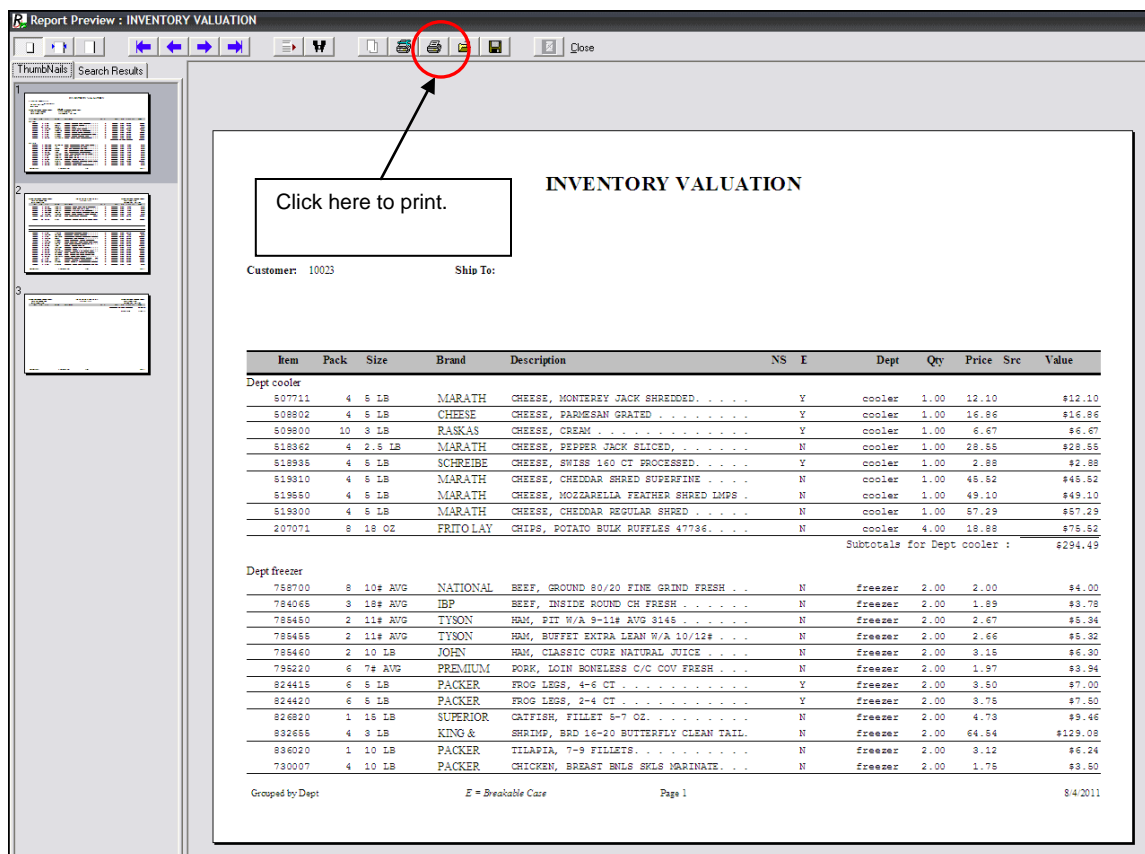 Report Preview : INVENTORY VALUATION
Close
ThumbNails Search Results
1
2
3
Click here to print.
INVENTORY VALUATION
Customer: 10023 Ship To:
Item Pack Size Brand Description NS E Dept Qty Price Src Value
Dept cooler
507711 4 5 LB MARATH CHEESE, MONTEREY JACK SHREDDED. . . . . Y cooler 1.00 12.10 $12.10
508802 4 5 LB CHEESE CHEESE, PARMESAN GRATED . . . . . . . . Y cooler 1.00 16.86 $16.86
509800 10 3 LB RASKAS CHEESE, CREAM . . . . . . . . . . . . . Y cooler 1.00 6.67 $6.67
518362 4 2.5 LB MARATH CHEESE, PEPPER JACK SLICED, . . . . . . N cooler 1.00 28.55 $28.55
518935 4 5 LB SCHREIBE CHEESE, SWISS 160 CT PROCESSED. . . . . Y cooler 1.00 2.88 $2.88
519310 4 5 LB MARATH CHEESE, CHEDDAR SHRED SUPERFINE . . . . N cooler 1.00 45.52 $45.52
519550 4 5 LB MARATH CHEESE, MOZZARELLA FEATHER SHRED LMPS . N cooler 1.00 49.10 $49.10
519300 4 5 LB MARATH CHEESE, CHEDDAR REGULAR SHRED . . . . . N cooler 1.00 57.29 $57.29
207071 8 18 OZ FRITO LAY CHIPS, POTATO BULK RUFFLES 47736. . . . N cooler 4.00 18.88 $75.52
Subtotals for Dept cooler : $294.49
Dept freezer
758700 8 10# AVG NATIONAL BEEF, GROUND 80/20 FINE GRIND FRESH . . N freezer 2.00 2.00 $4.00
784065 3 18# AVG IBP BEEF, INSIDE ROUND CH FRESH . . . . . . N freezer 2.00 1.89 $3.78
785450 2 11# AVG TYSON HAM, PIT W/A 9-11# AVG 3145 . . . . . . N freezer 2.00 2.67 $5.34
785455 2 11# AVG TYSON HAM, BUFFET EXTRA LEAN W/A 10/12# . . . N freezer 2.00 2.66 $5.32
785460 2 10 LB JOHN HAM, CLASSIC CURE NATURAL JUICE . . . . N freezer 2.00 3.15 $6.30
795220 6 7# AVG PREMIUM PORK, LOIN BONELESS C/C COV FRESH . . . N freezer 2.00 1.97 $3.94
824415 6 5 LB PACKER FROG LEGS, 4-6 CT . . . . . . . . . . . Y freezer 2.00 3.50 $7.00
824420 6 5 LB PACKER FROG LEGS, 2-4 CT . . . . . . . . . . . Y freezer 2.00 3.75 $7.50
826820 1 15 LB SUPERIOR CATFISH, FILLET 5-7 OZ. . . . . . . . . N freezer 2.00 4.73 $9.46
832655 4 3 LB KING & SHRIMP, BRD 16-20 BUTTERFLY CLEAN TAIL. N freezer 2.00 64.54 $129.08
836020 1 10 LB PACKER TILAPIA, 7-9 FILLETS. . . . . . . . . . N freezer 2.00 3.12 $6.24
730007 4 10 LB PACKER CHICKEN, BREAST BNLS SKLS MARINATE. . . N freezer 2.00 1.75 $3.50
Grouped by Dept E = Breakable Case Page 1 8/4/2011